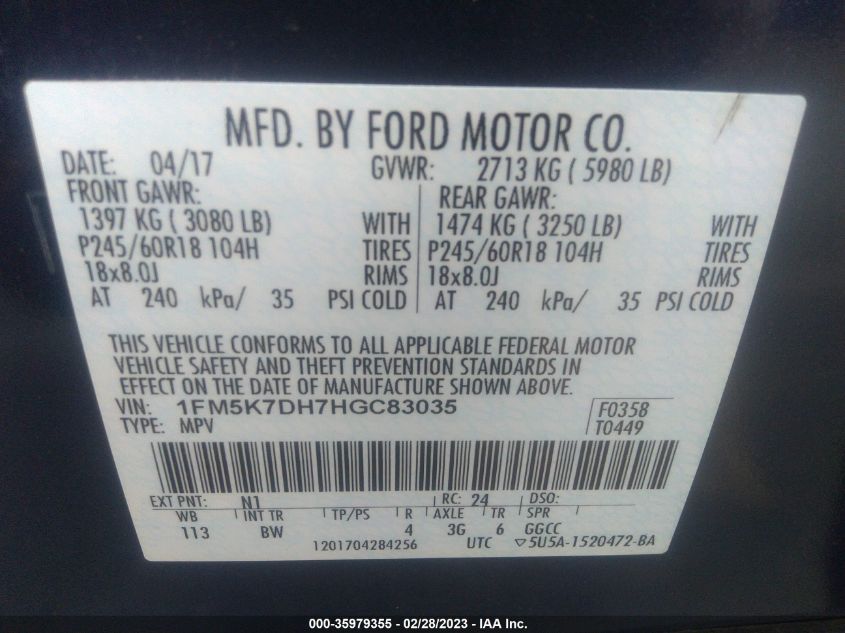 MFD. BY FORD MOTOR CO.
DATE: 04/17 GVWR: 2713 KG ( 5980 LB)
FRONT GAWR: REAR GAWR:
1397 KG ( 3080 LB) WITH 1474 KG ( 3250 LB) WITH
P245/60R18 104H TIRES P245/60R18 104H TIRES
18x8.0J RIMS 18x8.0J RIMS
AT 240 kPa/ 35 PSI COLD AT 240 kPa/ 35 PSI COLD
THIS VEHICLE CONFORMS TO ALL APPLICABLE FEDERAL MOTOR
VEHICLE SAFETY AND THEFT PREVENTION STANDARDS IN
EFFECT ON THE DATE OF MANUFACTURE SHOWN ABOVE.
VIN: 1FM5K7DH7HGC83035 F0358
TYPE: MPV T0449
EXT PNT: N1 RC: 24 DSO:
WB INT TR TP/PS R AXLE TR SPR
113 BW 4 3G 6 GGCC
1201704284256 UTC ▽5U5A-1520472-BA
000-35979355 - 02/28/2023 - IAA Inc.